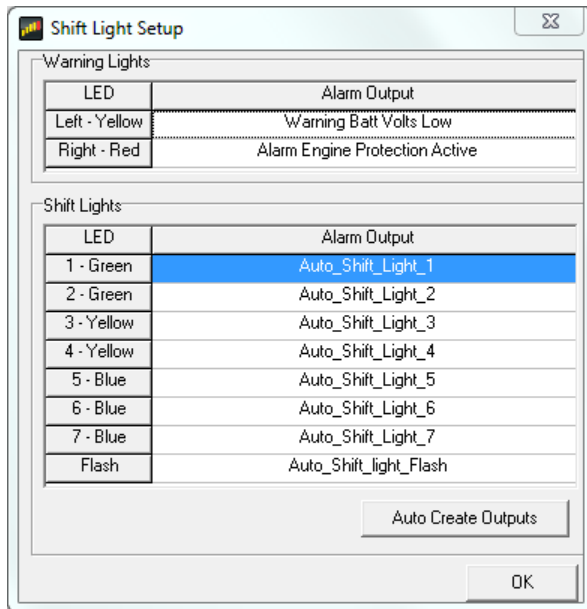 Shift Light Setup
Warning Lights
LED Alarm Output
Left - Yellow Warning Batt Volts Low
Right - Red Alarm Engine Protection Active
Shift Lights
LED Alarm Output
1 - Green Auto_Shift_Light_1
2 - Green Auto_Shift_Light_2
3 - Yellow Auto_Shift_Light_3
4 - Yellow Auto_Shift_Light_4
5 - Blue Auto_Shift_Light_5
6 - Blue Auto_Shift_Light_6
7 - Blue Auto_Shift_Light_7
Flash Auto_Shift_light_Flash
Auto Create Outputs
OK